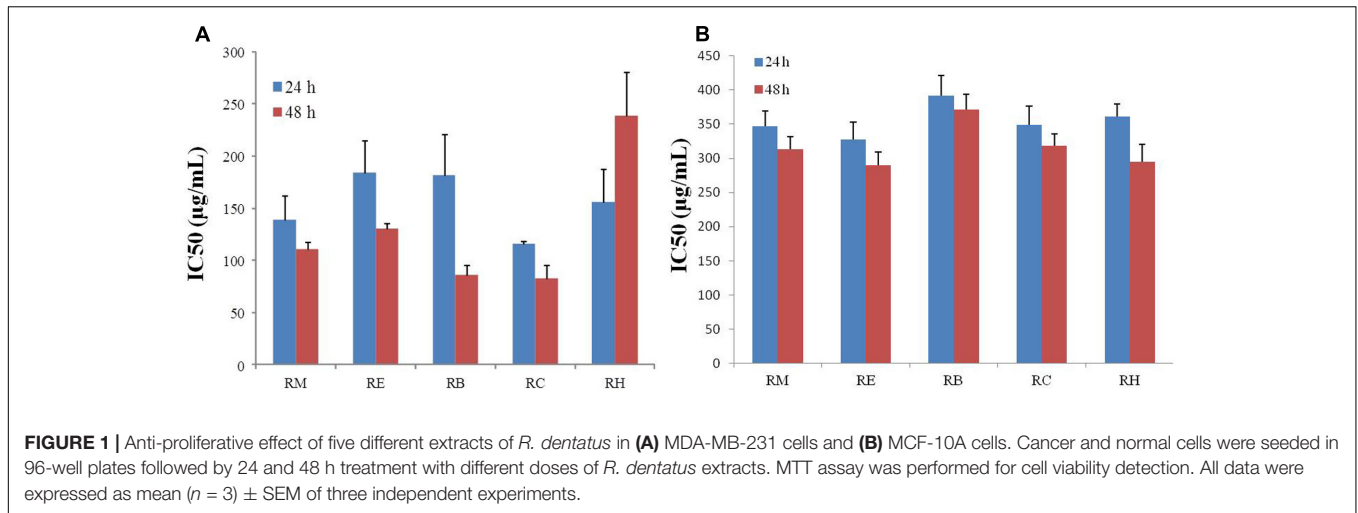 A
300
250
200
150
100
50
0
IC50 (µg/mL)
24 h
48 h
RM RE RB RC RH
B
450
400
350
300
250
200
150
100
50
0
IC50 (µg/mL)
24h
48h
RM RE RB RC RH
FIGURE 1 | Anti-proliferative effect of five different extracts of R. dentatus in (A) MDA-MB-231 cells and (B) MCF-10A cells. Cancer and normal cells were seeded in
96-well plates followed by 24 and 48 h treatment with different doses of R. dentatus extracts. MTT assay was performed for cell viability detection. All data were
expressed as mean (n = 3) ± SEM of three independent experiments.